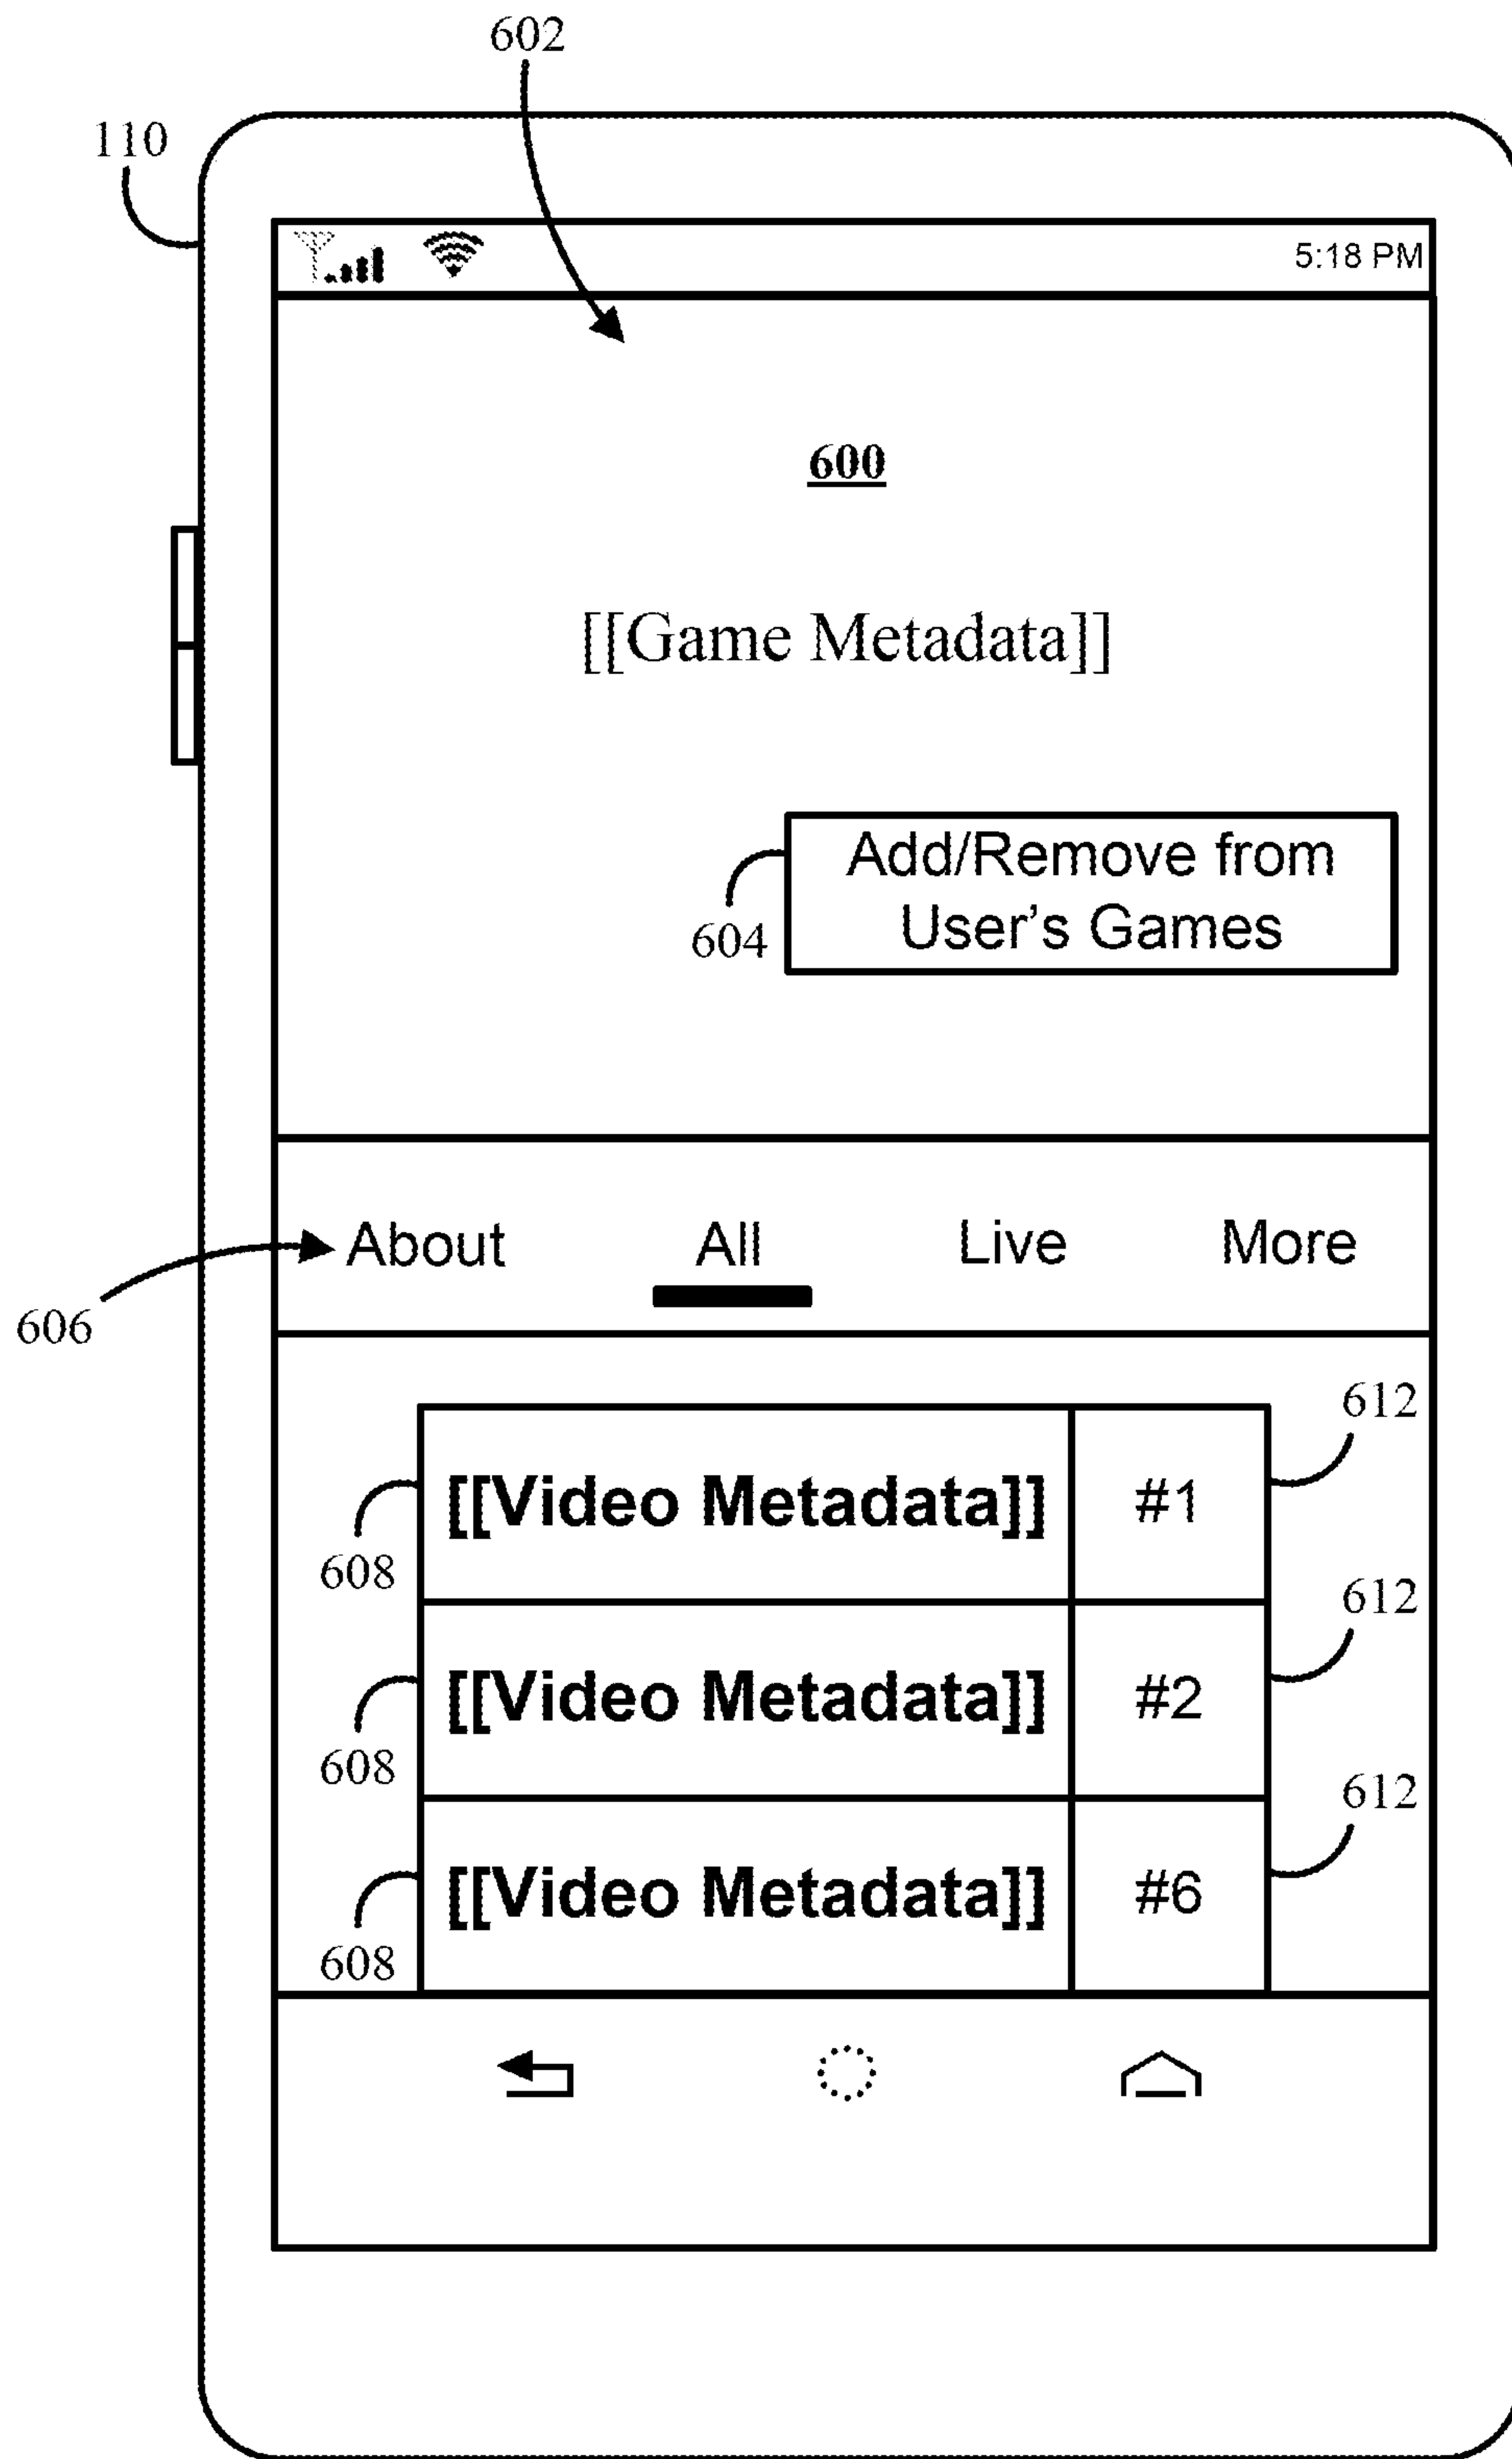 602
110
5:18 PM
600
[[Game Metadata]]
Add/Remove from
User's Games
604
About All Live More
606
612
[[Video Metadata]] #1
608
612
[[Video Metadata]] #2
608
612
[[Video Metadata]] #6
608